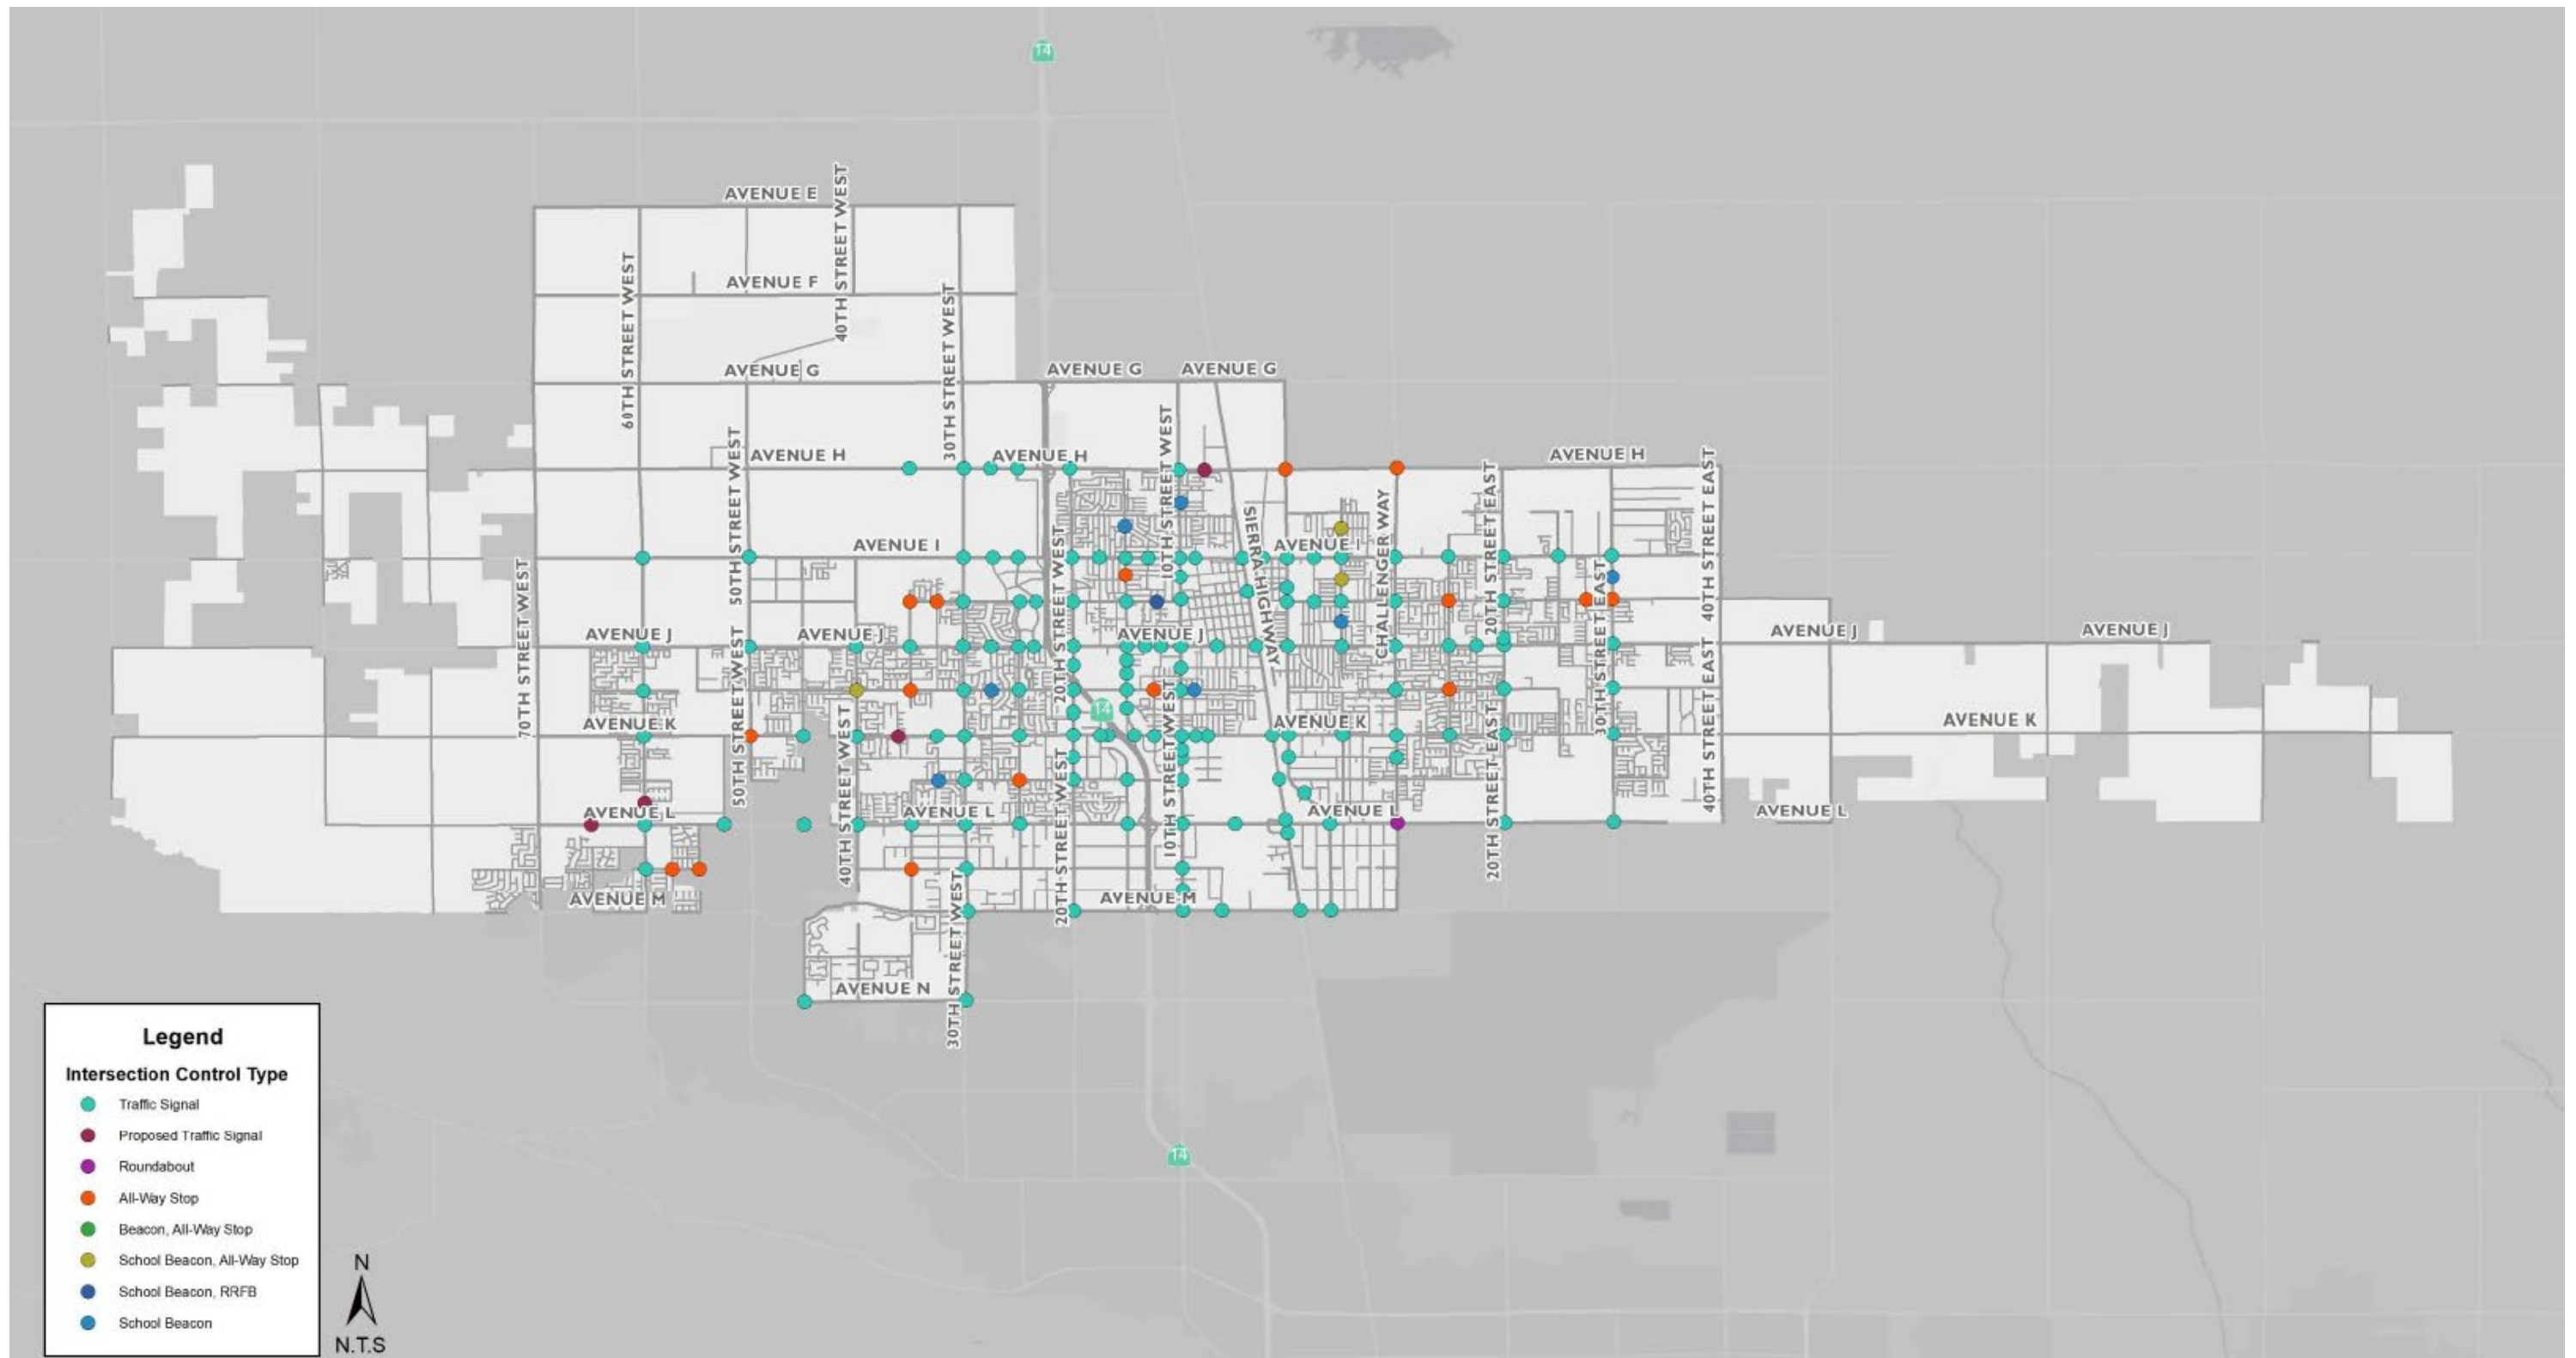 14
AVENUE E
40TH STREET WEST
60TH STREET WEST
AVENUE F
30TH STREET WEST
AVENUE G
AVENUE G
AVENUE G
10TH STREET WEST
50TH STREET WEST
AVENUE H
AVENUE H
AVENUE H
40TH STREET EAST
20TH STREET EAST
CHALLENGER WAY
SIERRA HIGHWAY
AVENUE I
AVENUE I
20TH STREET WEST
70TH STREET WEST
30TH STREET EAST
AVENUE J
AVENUE J
AVENUE J
AVENUE J
AVENUE J
50TH STREET WEST
40TH STREET EAST
10TH STREET WEST
14
AVENUE K
AVENUE K
AVENUE K
40TH STREET WEST
20TH STREET EAST
20TH STREET WEST
AVENUE L
AVENUE L
AVENUE L
AVENUE L
AVENUE M
AVENUE M
30TH STREET WEST
AVENUE N
14
Legend
Intersection Control Type
Traffic Signal
Proposed Traffic Signal
Roundabout
All-Way Stop
Beacon, All-Way Stop
School Beacon, All-Way Stop
School Beacon, RRFB
School Beacon
N
N.T.S